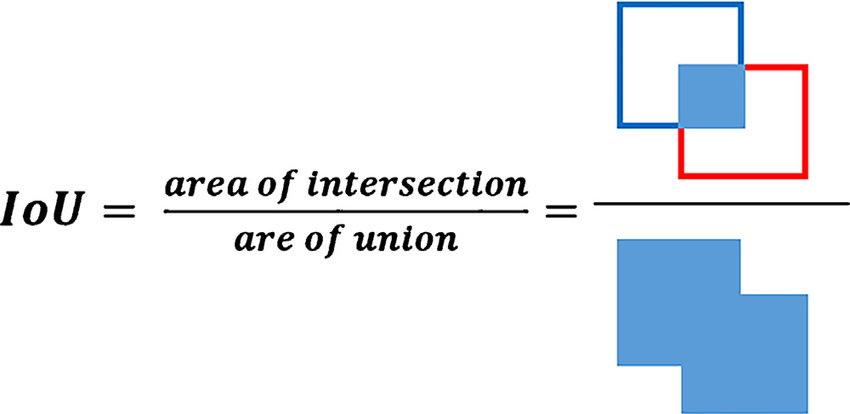 IoU = area of intersection =
are of union